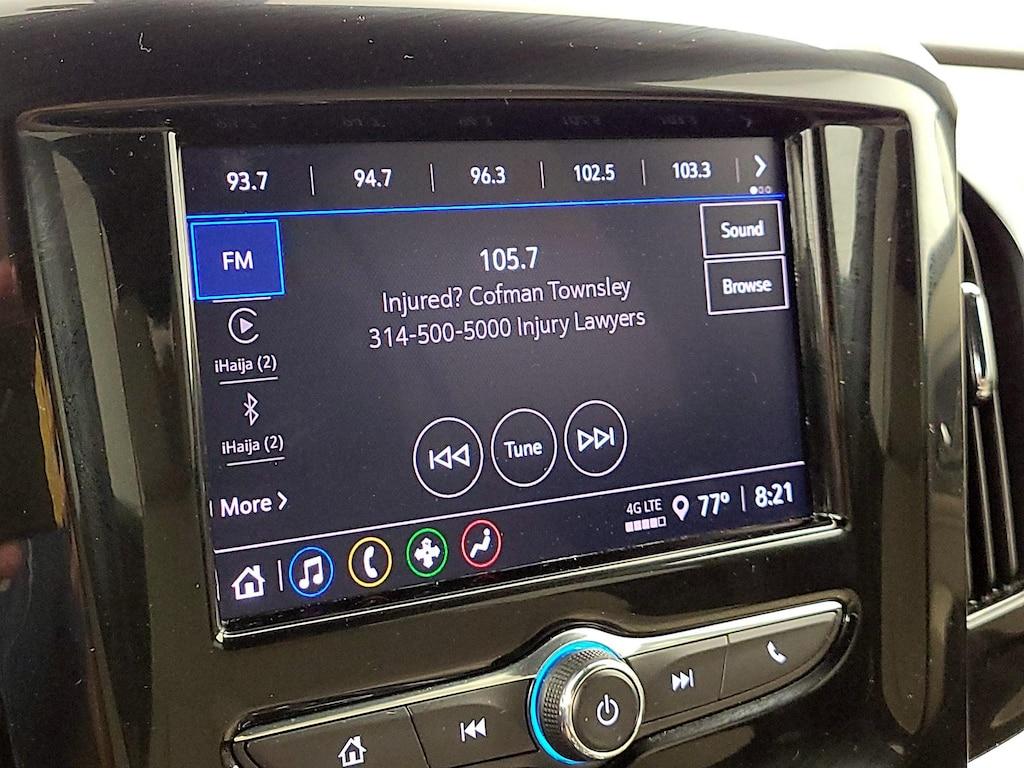 93.7 94.7 96.3 102.5 103.3
FM
105.7
Sound
Injured? Cofman Townsley
Browse
314-500-5000 Injury Lawyers
iHaija (2)
iHaija (2)
Tune
More
4G LTE 77° 8:21